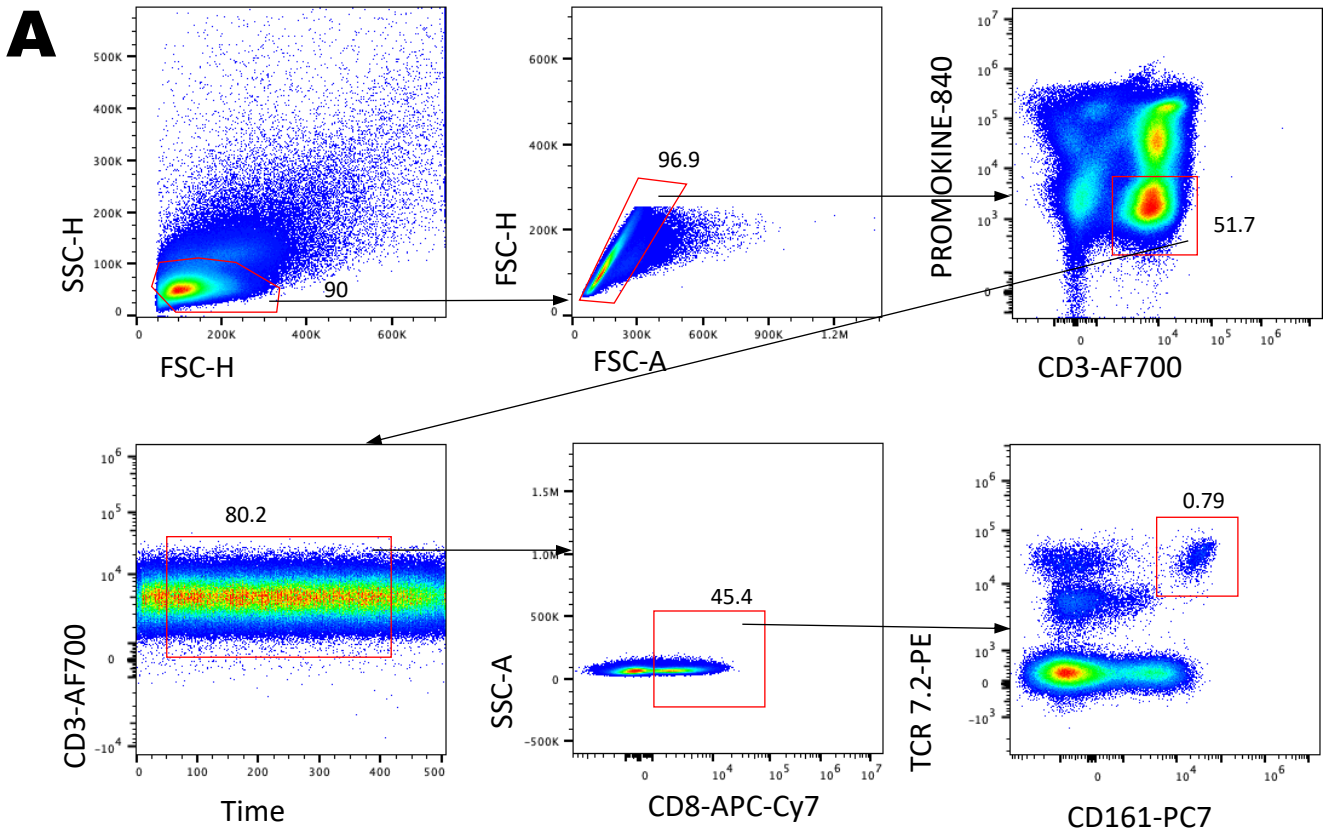 A
500K
400K
300K
200K
100K
0
SSC-H
90
0 200K 400K 600K
FSC-H
600K
400K
200K
0
FSC-H
96.9
0 300K 600K 900K 1.2M
FSC-A
10^7
10^6
10^5
10^4
10^3
0
PROMOKINE-840
51.7
0 10^4 10^5 10^6
CD3-AF700
10^6
10^5
10^4
0
-10^4
CD3-AF700
80.2
0 100 200 300 400 500
Time
1.5M
1.0M
500K
0
-500K
SSC-A
45.4
0 10^4 10^5 10^6 10^7
CD8-APC-Cy7
10^6
10^5
10^4
10^3
0
-10^3
TCR 7.2-PE
0.79
0 10^4 10^6
CD161-PC7